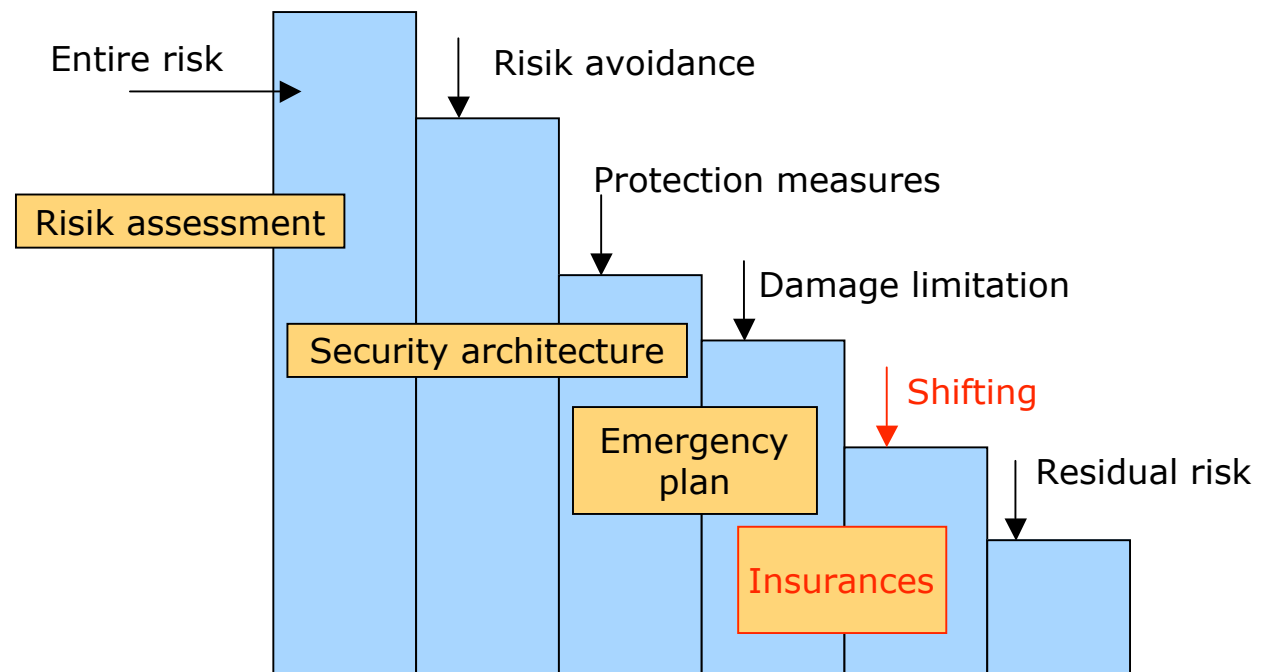 Entire risk
Risik avoidance
Protection measures
Risik assessment
Damage limitation
Security architecture
Shifting
Emergency
plan
Residual risk
Insurances